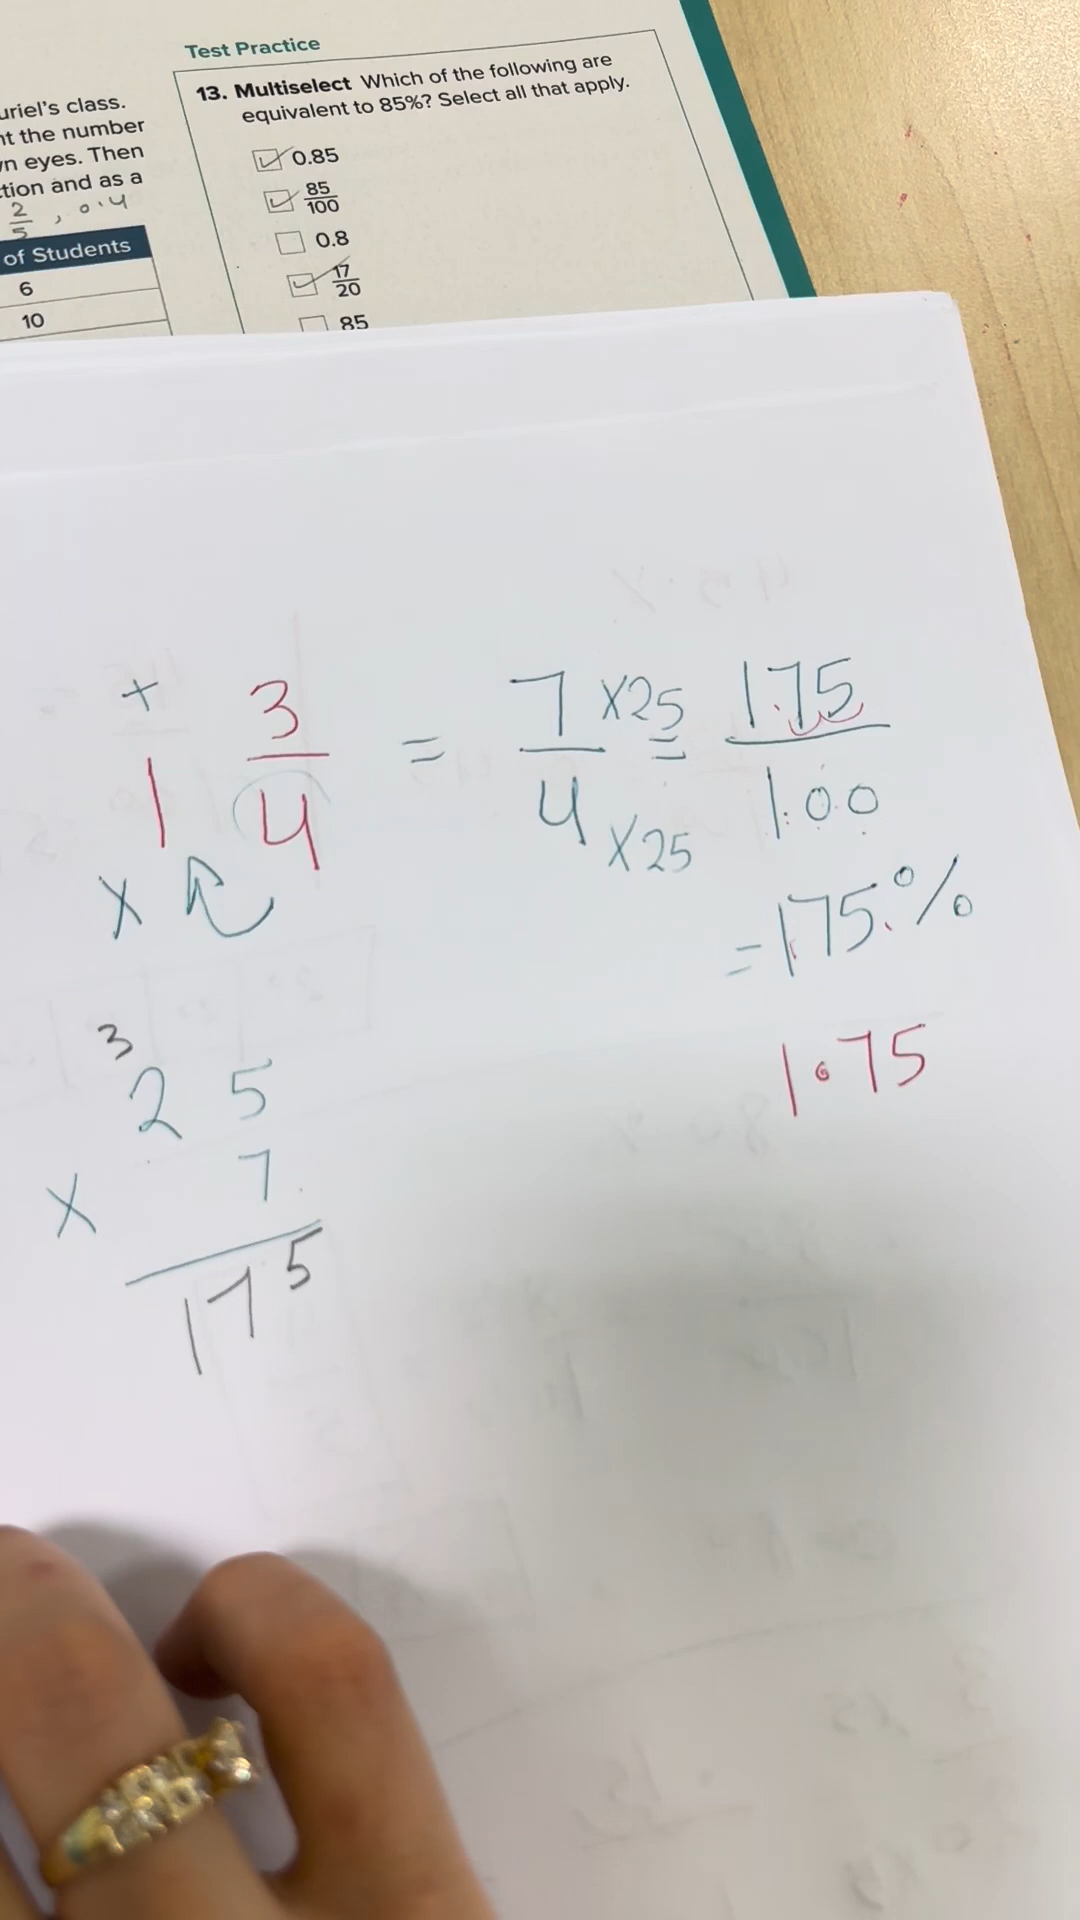 Test Practice
uriel's class.
nt the number
n eyes. Then
tion and as a
2/5 , 0.4
of Students
6
10
13. Multiselect Which of the following are
equivalent to 85%? Select all that apply.
0.85
85/100
0.8
17/20
85
+
1 3/4 = 7/4 ×25/×25 = 175/100
×
= 175.%
1.75
3
25
× 7
175